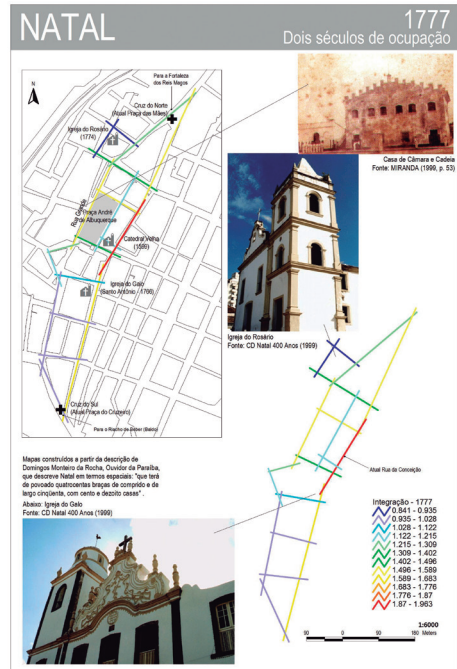 NATAL
1777
Dois séculos de ocupação
N
Para a Fortaleza
dos Reis Magos
Cruz do Norte
(Atual Praça das Mães)
Igreja do Rosário
(1774)
Rua Grande
Praça André
de Albuquerque
Catedral Velha
(1599)
Igreja do Galo
(Santo Antônio / 1766)
Cruz do Sul
(Atual Praça do Cruzeiro)
Para o Riacho de Beber (Baldo)
Casa de Câmara e Cadeia
Fonte: MIRANDA (1999, p. 53)
Igreja do Rosário
Fonte: CD Natal 400 Anos (1999)
Mapas construídos a partir da descrição de
Domingos Monteiro da Rocha, Ouvidor da Paraíba,
que descreve Natal em termos espaciais: "que terá
de povoado quatrocentas braças de comprido e de
largo cinqüenta, com cento e dezoito casas" .
Abaixo: Igreja do Galo
Fonte: CD Natal 400 Anos (1999)
Atual Rua da Conceição
Integração - 1777
0.841 - 0.935
0.935 - 1.028
1.028 - 1.122
1.122 - 1.215
1.215 - 1.309
1.309 - 1.402
1.402 - 1.496
1.496 - 1.589
1.589 - 1.683
1.683 - 1.776
1.776 - 1.87
1.87 - 1.963
1:6000
90 0 90 180 Meters